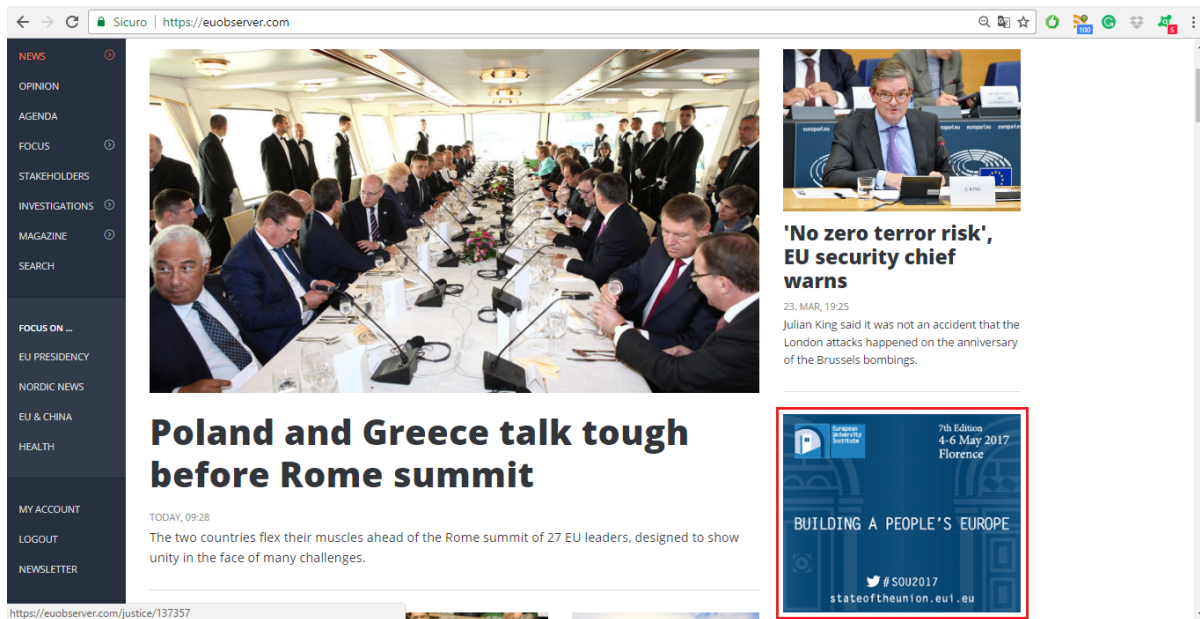 Sicuro | https://euobserver.com
100
5
NEWS
OPINION
AGENDA
FOCUS
STAKEHOLDERS
INVESTIGATIONS
MAGAZINE
SEARCH
FOCUS ON ...
EU PRESIDENCY
NORDIC NEWS
EU & CHINA
HEALTH
MY ACCOUNT
LOGOUT
NEWSLETTER
https://euobserver.com/justice/137357
Poland and Greece talk tough
before Rome summit
TODAY, 09:28
The two countries flex their muscles ahead of the Rome summit of 27 EU leaders, designed to show
unity in the face of many challenges.
J. KING
'No zero terror risk',
EU security chief
warns
23. MAR, 19:25
Julian King said it was not an accident that the
London attacks happened on the anniversary
of the Brussels bombings.
European
University
Institute
7th Edition
4-6 May 2017
Florence
BUILDING A PEOPLE'S EUROPE
#SOU2017
stateoftheunion.eui.eu